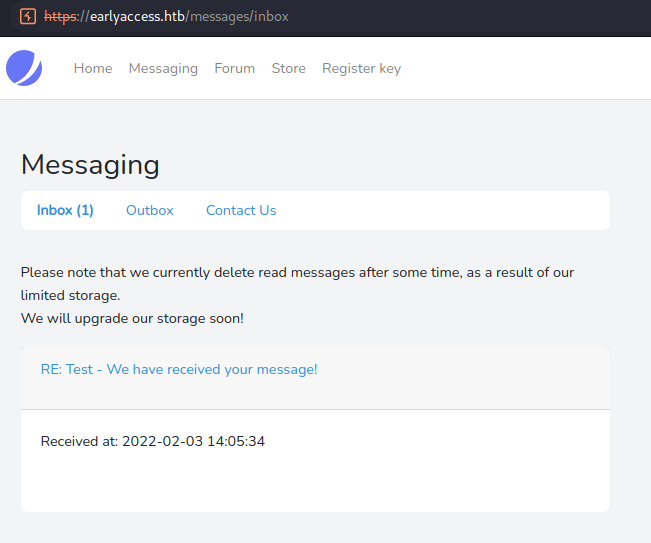 https://earlyaccess.htb/messages/inbox
Home Messaging Forum Store Register key
Messaging
Inbox (1) Outbox Contact Us
Please note that we currently delete read messages after some time, as a result of our
limited storage.
We will upgrade our storage soon!
RE: Test - We have received your message!
Received at: 2022-02-03 14:05:34